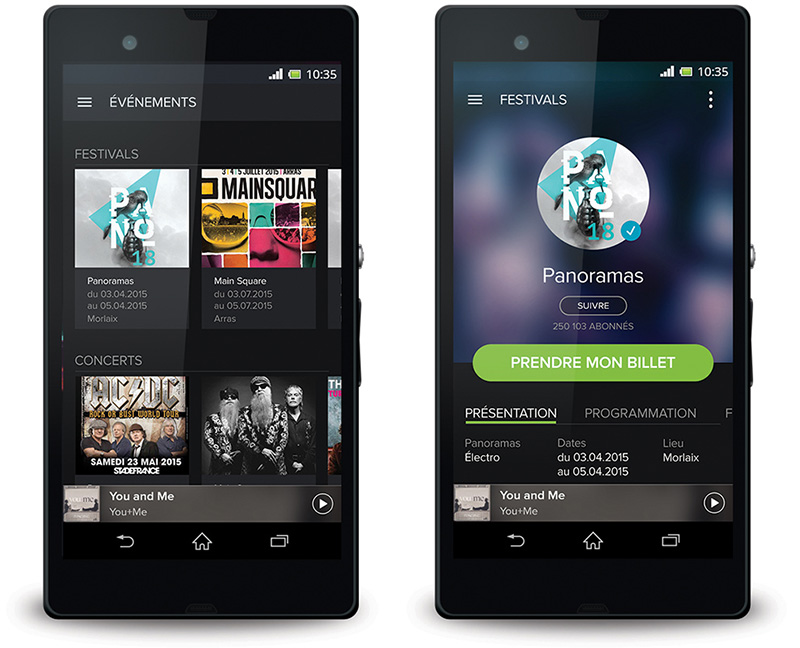 10:35
ÉVÉNEMENTS
FESTIVALS
PA
NO
18
3 4 5 JUILLET 2015 ARRAS
MAINSQUAR
Panoramas
du 03.04.2015
au 05.04.2015
Morlaix
Main Square
du 03.07.2015
au 05.07.2015
Arras
CONCERTS
AC DC
ROCK OR BUST WORLD TOUR
SAMEDI 23 MAI 2015
STADEFRANCE
TH
You and Me
You+Me
10:35
FESTIVALS
PA
NO
18
Panoramas
SUIVRE
250 103 ABONNÉS
PRENDRE MON BILLET
PRÉSENTATION PROGRAMMATION F
Panoramas Dates Lieu
Électro du 03.04.2015 Morlaix
au 05.04.2015
You and Me
You+Me